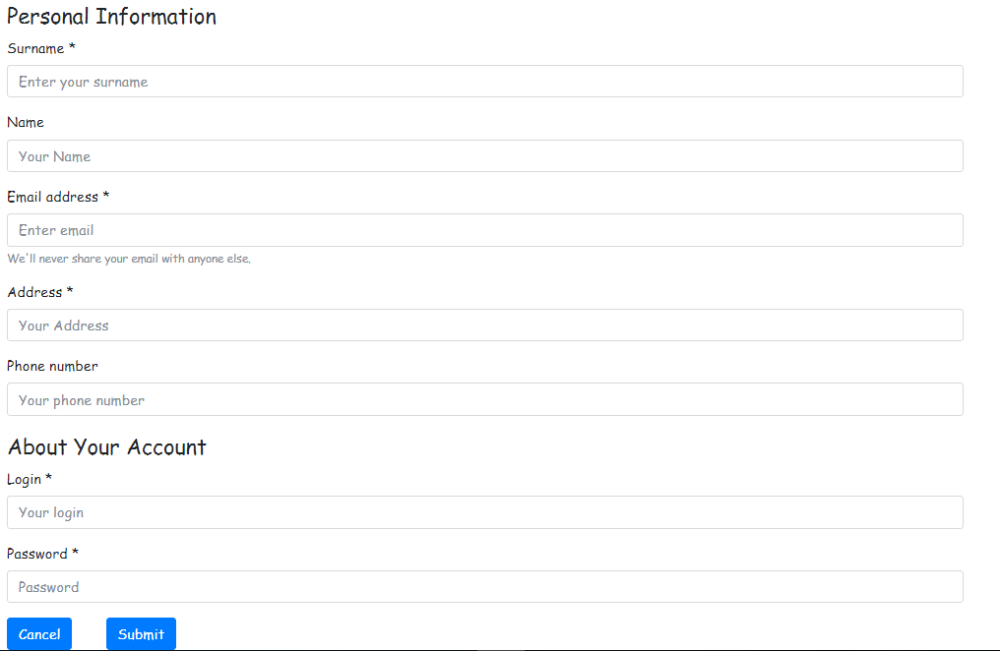 Personal Information
Surname *
Enter your surname
Name
Your Name
Email address *
Enter email
We'll never share your email with anyone else.
Address *
Your Address
Phone number
Your phone number
About Your Account
Login *
Your login
Password *
Password
Cancel Submit